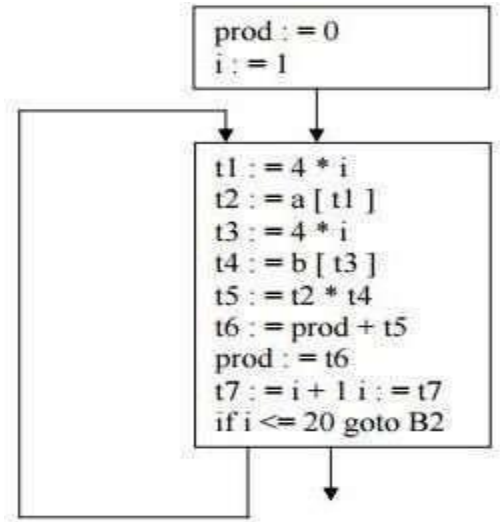 prod : = 0
i : = 1
t1 : = 4 * i
t2 : = a [ t1 ]
t3 : = 4 * i
t4 : = b [ t3 ]
t5 : = t2 * t4
t6 : = prod + t5
prod : = t6
t7 : = i + 1 i : = t7
if i <= 20 goto B2